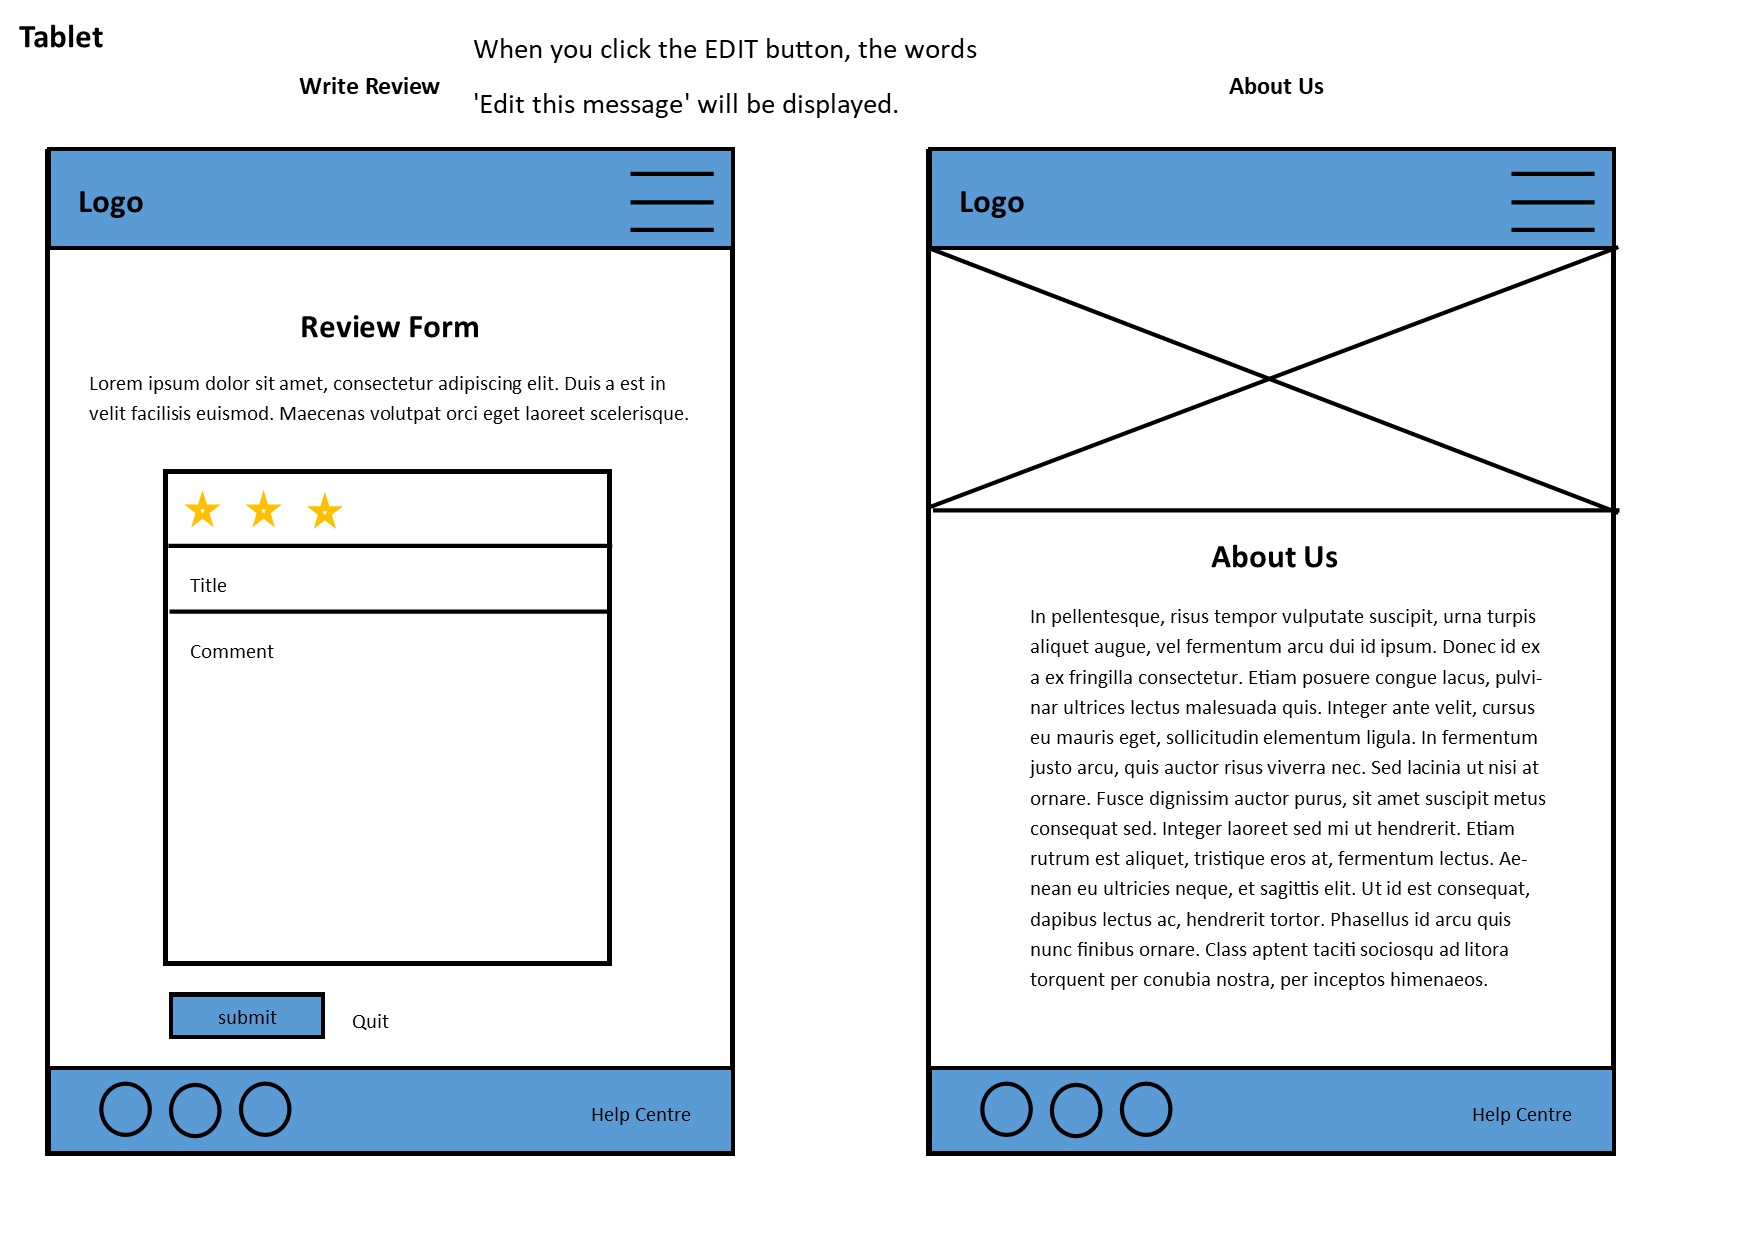 Tablet
When you click the EDIT button, the words
'Edit this message' will be displayed.
Write Review
Logo
Review Form
Lorem ipsum dolor sit amet, consectetur adipiscing elit. Duis a est in
velit facilisis euismod. Maecenas volutpat orci eget laoreet scelerisque.
Title
Comment
submit
Quit
Help Centre
About Us
Logo
About Us
In pellentesque, risus tempor vulputate suscipit, urna turpis
aliquet augue, vel fermentum arcu dui id ipsum. Donec id ex
a ex fringilla consectetur. Etiam posuere congue lacus, pulvi-
nar ultrices lectus malesuada quis. Integer ante velit, cursus
eu mauris eget, sollicitudin elementum ligula. In fermentum
justo arcu, quis auctor risus viverra nec. Sed lacinia ut nisi at
ornare. Fusce dignissim auctor purus, sit amet suscipit metus
consequat sed. Integer laoreet sed mi ut hendrerit. Etiam
rutrum est aliquet, tristique eros at, fermentum lectus. Ae-
nean eu ultricies neque, et sagittis elit. Ut id est consequat,
dapibus lectus ac, hendrerit tortor. Phasellus id arcu quis
nunc finibus ornare. Class aptent taciti sociosqu ad litora
torquent per conubia nostra, per inceptos himenaeos.
Help Centre